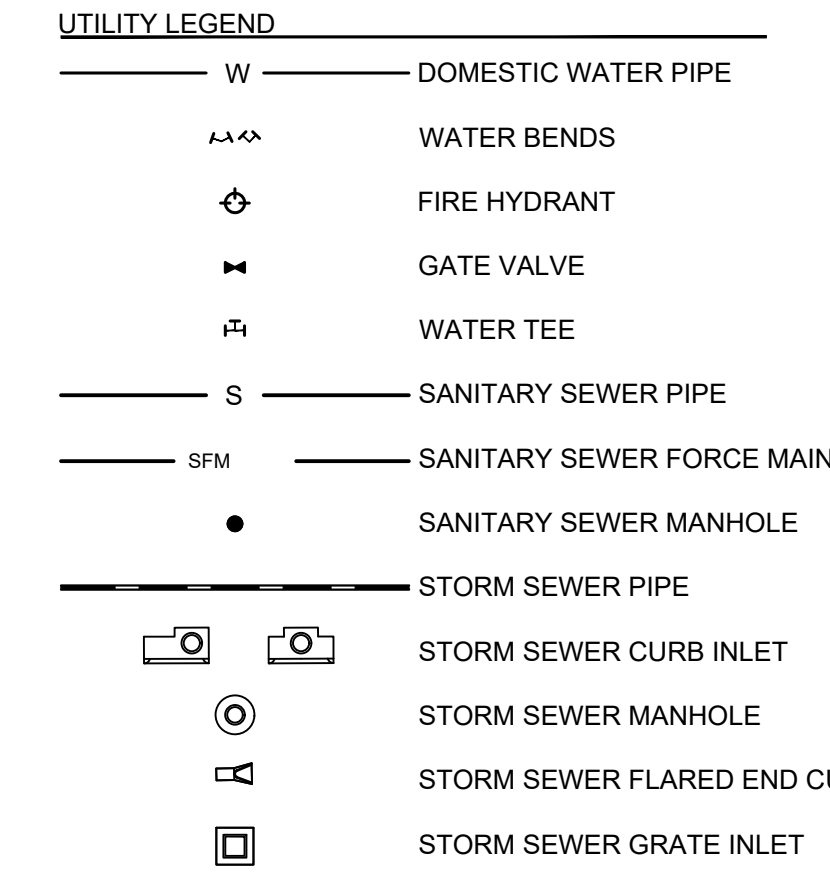 UTILITY LEGEND
W DOMESTIC WATER PIPE
WATER BENDS
FIRE HYDRANT
GATE VALVE
WATER TEE
S SANITARY SEWER PIPE
SFM SANITARY SEWER FORCE MAIN
SANITARY SEWER MANHOLE
STORM SEWER PIPE
STORM SEWER CURB INLET
STORM SEWER MANHOLE
STORM SEWER FLARED END
STORM SEWER GRATE INLET